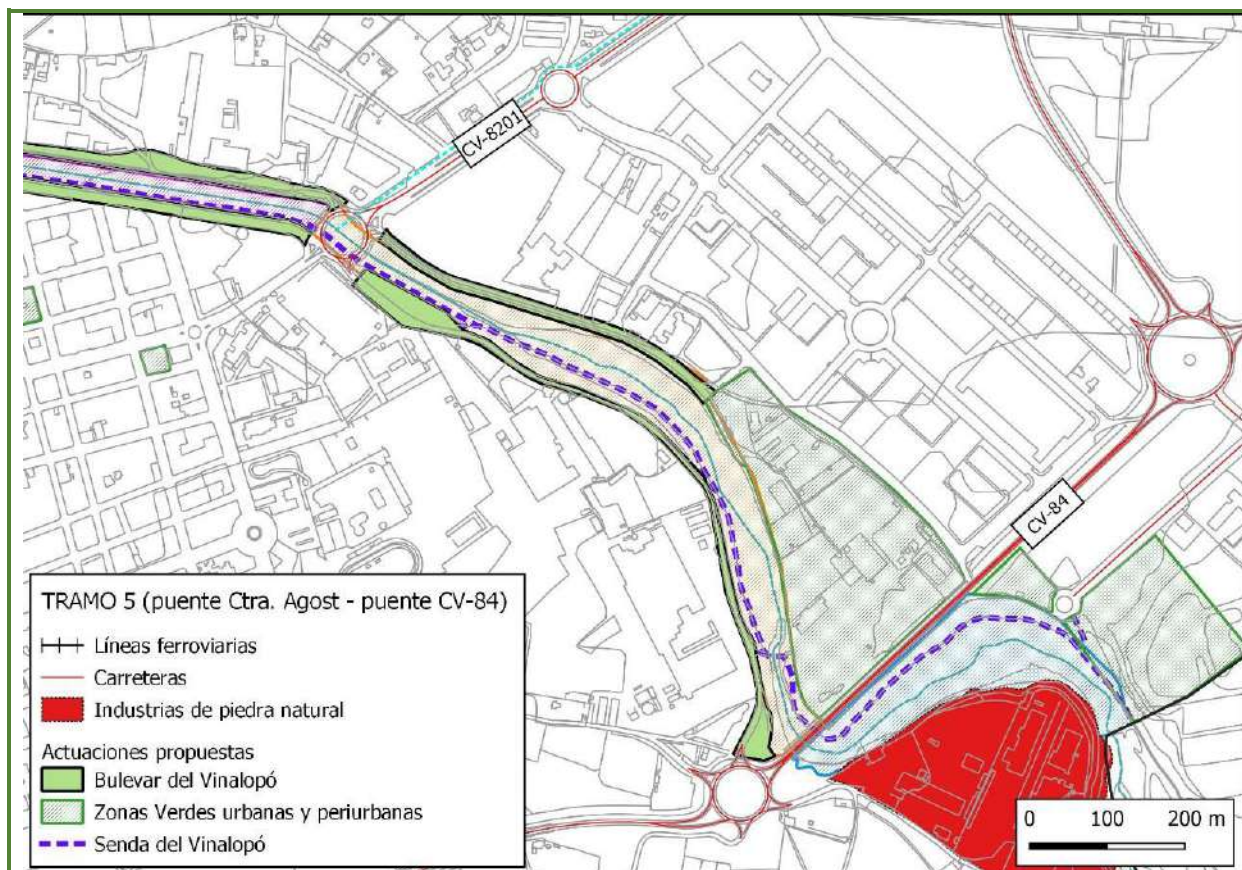 CV-8201
CV-84
TRAMO 5 (puente Ctra. Agost - puente CV-84)
Líneas ferroviarias
Carreteras
Industrias de piedra natural
Actuaciones propuestas
Bulevar del Vinalopó
Zonas Verdes urbanas y periurbanas
Senda del Vinalopó
0 100 200 m